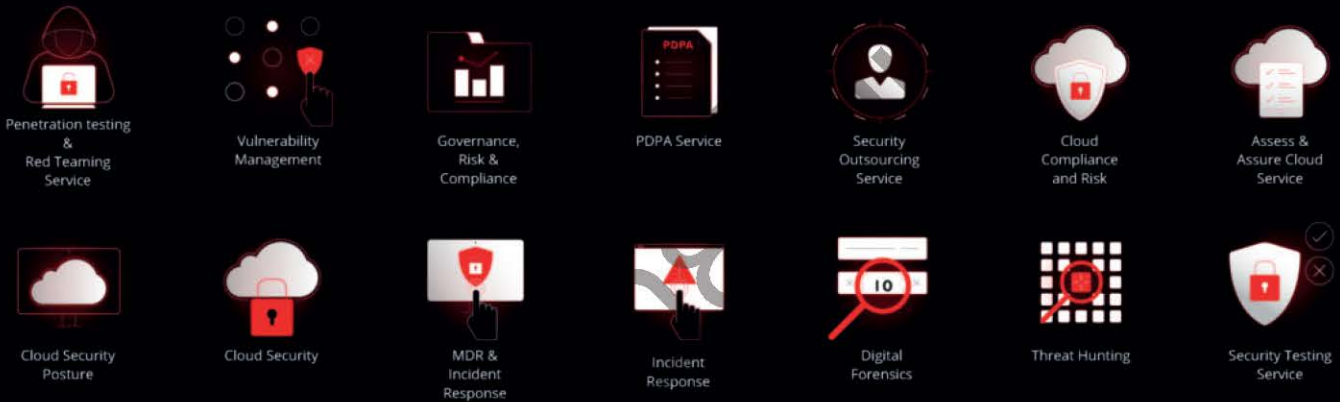 Penetration testing
&
Red Teaming
Service
Vulnerability
Management
Governance,
Risk &
Compliance
PDPA
PDPA Service
Security
Outsourcing
Service
Cloud
Compliance
and Risk
Assess &
Assure Cloud
Service
Cloud Security
Posture
Cloud Security
MDR &
Incident
Response
Incident
Response
10
Digital
Forensics
Threat Hunting
Security Testing
Service